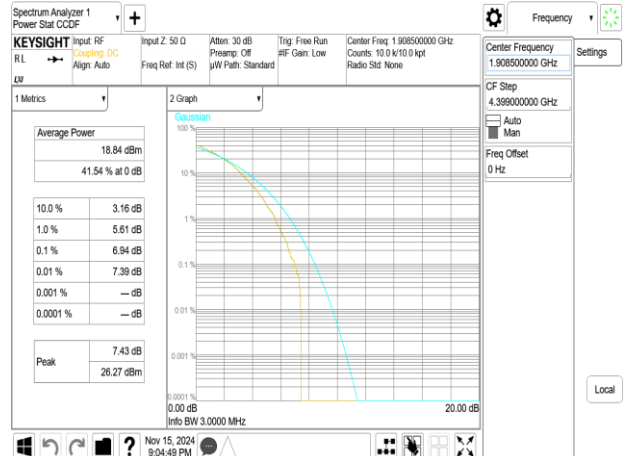 Spectrum Analyzer 1
Power Stat CCDF
+
Frequency
KEYSIGHT
Input: RF
Input Z: 50 Ω
Atten: 30 dB
Trig: Free Run
Center Freq: 1.908500000 GHz
RL
Coupling: DC
Preamp: Off
#IF Gain: Low
Counts: 10.0 k/10.0 kpt
Align: Auto
Freq Ref: Int (S)
µW Path: Standard
Radio Std: None
LXI
Center Frequency
1.908500000 GHz
Settings
CF Step
4.399000000 GHz
Auto
Man
Freq Offset
0 Hz
1 Metrics
Average Power
18.84 dBm
41.54 % at 0 dB
10.0 %
3.16 dB
1.0 %
5.61 dB
0.1 %
6.94 dB
0.01 %
7.39 dB
0.001 %
--- dB
0.0001 %
--- dB
Peak
7.43 dB
26.27 dBm
2 Graph
Gaussian
100 %
10 %
1 %
0.1 %
0.01 %
0.001 %
0.0001 %
0.00 dB
20.00 dB
Info BW 3.0000 MHz
Local
?
Nov 15, 2024
9:04:49 PM